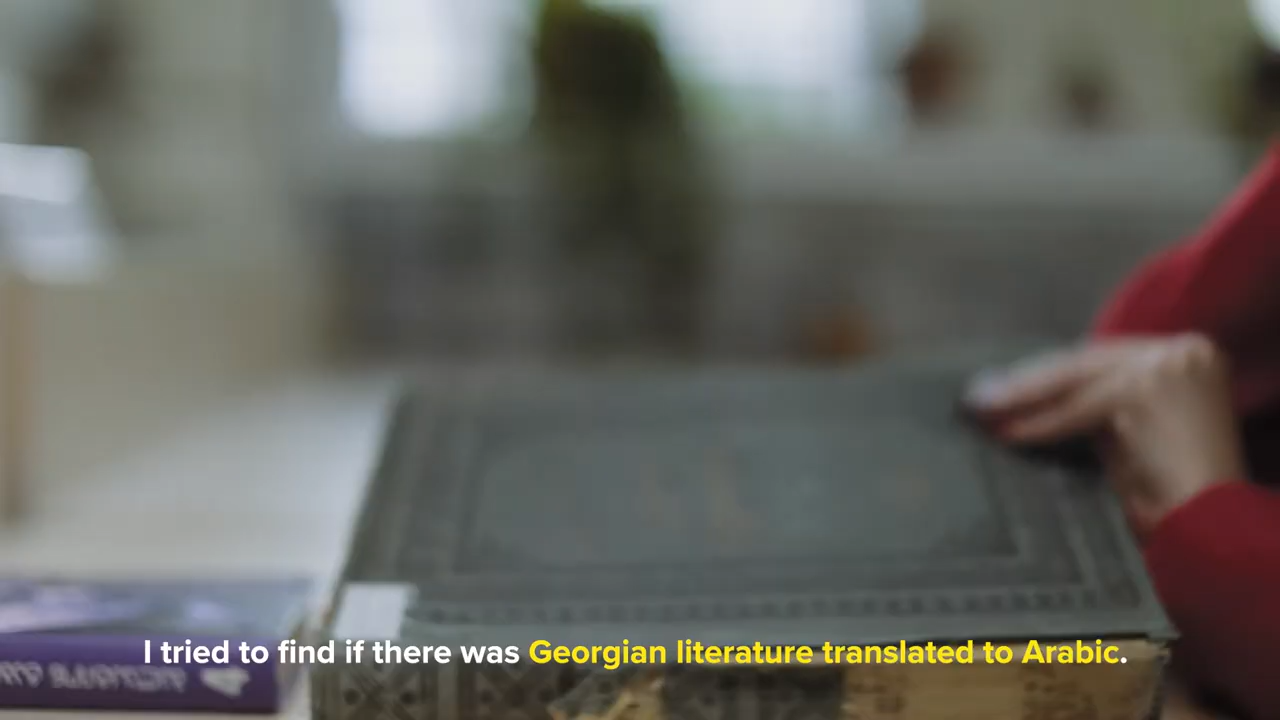 I tried to find if there was Georgian literature translated to Arabic.